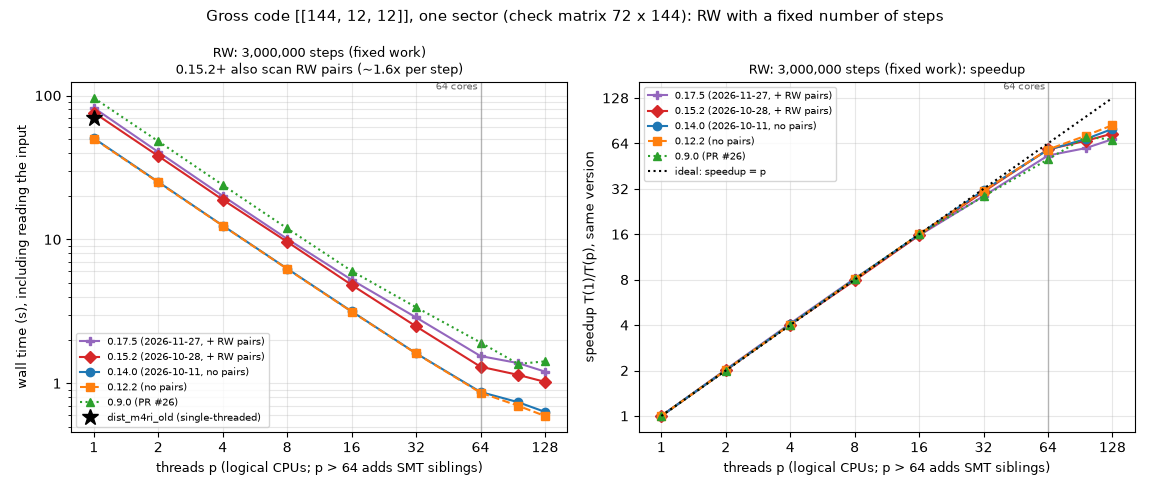 Gross code [[144, 12, 12]], one sector (check matrix 72 x 144): RW with a fixed number of steps
RW: 3,000,000 steps (fixed work)
0.15.2+ also scan RW pairs (~1.6x per step)
64 cores
100
10
1
wall time (s), including reading the input
0.17.5 (2026-11-27, + RW pairs)
0.15.2 (2026-10-28, + RW pairs)
0.14.0 (2026-10-11, no pairs)
0.12.2 (no pairs)
0.9.0 (PR #26)
dist_m4ri_old (single-threaded)
1 2 4 8 16 32 64 128
threads p (logical CPUs; p > 64 adds SMT siblings)
RW: 3,000,000 steps (fixed work): speedup
64 cores
0.17.5 (2026-11-27, + RW pairs)
0.15.2 (2026-10-28, + RW pairs)
0.14.0 (2026-10-11, no pairs)
0.12.2 (no pairs)
0.9.0 (PR #26)
ideal: speedup = p
128
64
32
16
8
4
2
1
speedup T(1)/T(p), same version
1 2 4 8 16 32 64 128
threads p (logical CPUs; p > 64 adds SMT siblings)